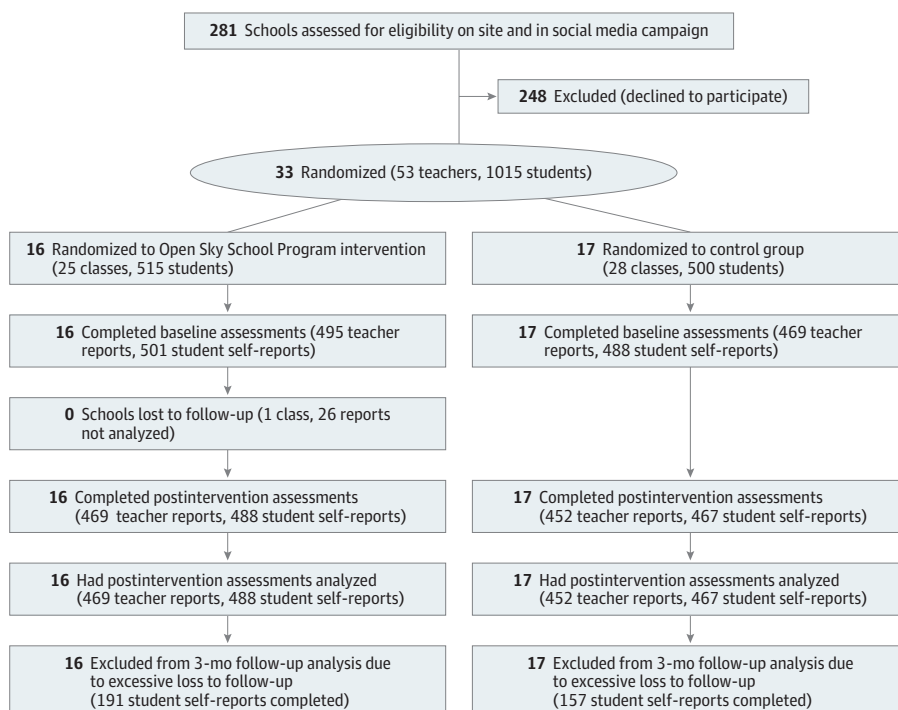 281 Schools assessed for eligibility on site and in social media campaign
248 Excluded (declined to participate)
33 Randomized (53 teachers, 1015 students)
16 Randomized to Open Sky School Program intervention
(25 classes, 515 students)
17 Randomized to control group
(28 classes, 500 students)
16 Completed baseline assessments (495 teacher
reports, 501 student self-reports)
17 Completed baseline assessments (469 teacher
reports, 488 student self-reports)
0 Schools lost to follow-up (1 class, 26 reports
not analyzed)
16 Completed postintervention assessments
(469 teacher reports, 488 student self-reports)
17 Completed postintervention assessments
(452 teacher reports, 467 student self-reports)
16 Had postintervention assessments analyzed
(469 teacher reports, 488 student self-reports)
17 Had postintervention assessments analyzed
(452 teacher reports, 467 student self-reports)
16 Excluded from 3-mo follow-up analysis due
to excessive loss to follow-up
(191 student self-reports completed)
17 Excluded from 3-mo follow-up analysis due
to excessive loss to follow-up
(157 student self-reports completed)